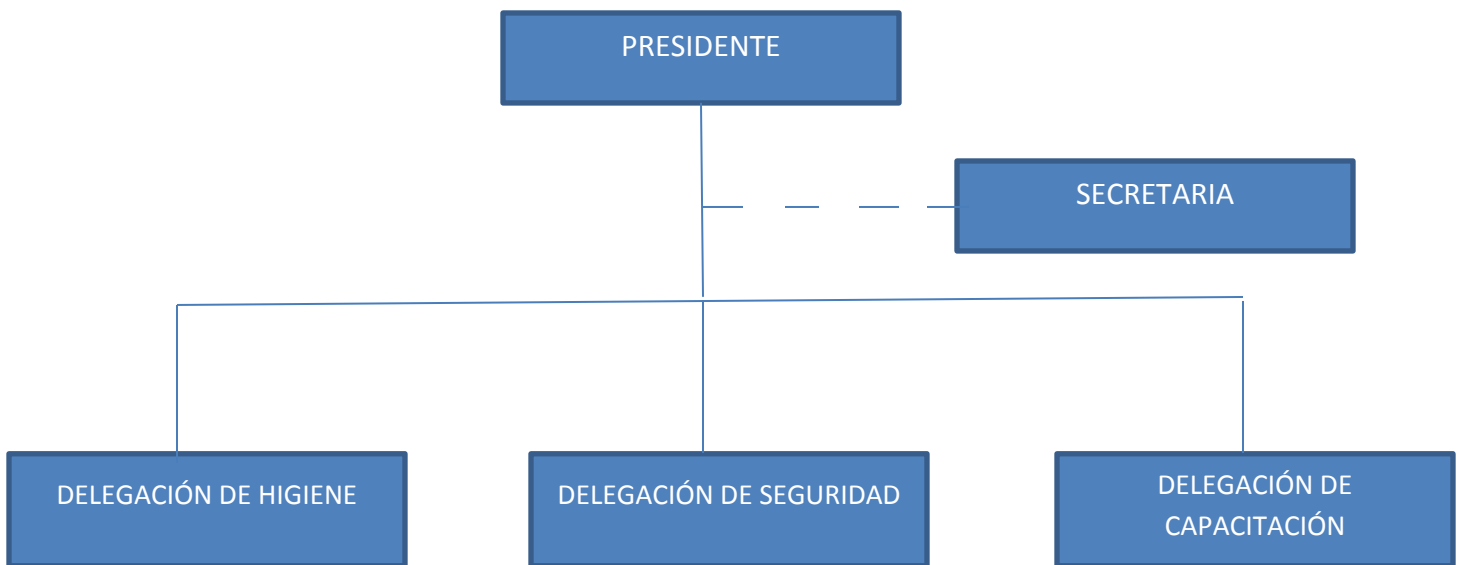 PRESIDENTE
SECRETARIA
DELEGACIÓN DE HIGIENE
DELEGACIÓN DE SEGURIDAD
DELEGACIÓN DE
CAPACITACIÓN